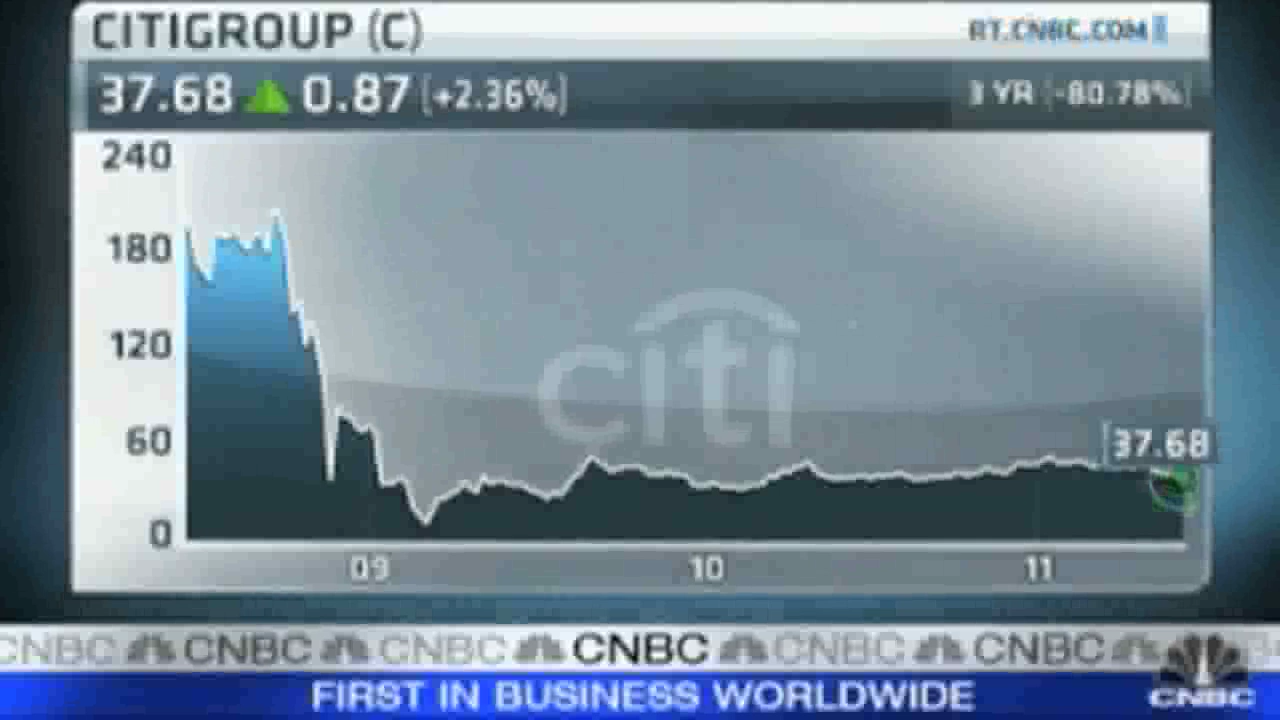 CITIGROUP (C)
RT.CNBC.COM
37.68 0.87 (+2.36%)
3 YR (-80.78%)
240
180
120
60
0
citi
37.68
09 10 11
CNBC CNBC CNBC CNBC CNBC CNBC
FIRST IN BUSINESS WORLDWIDE
CNBC